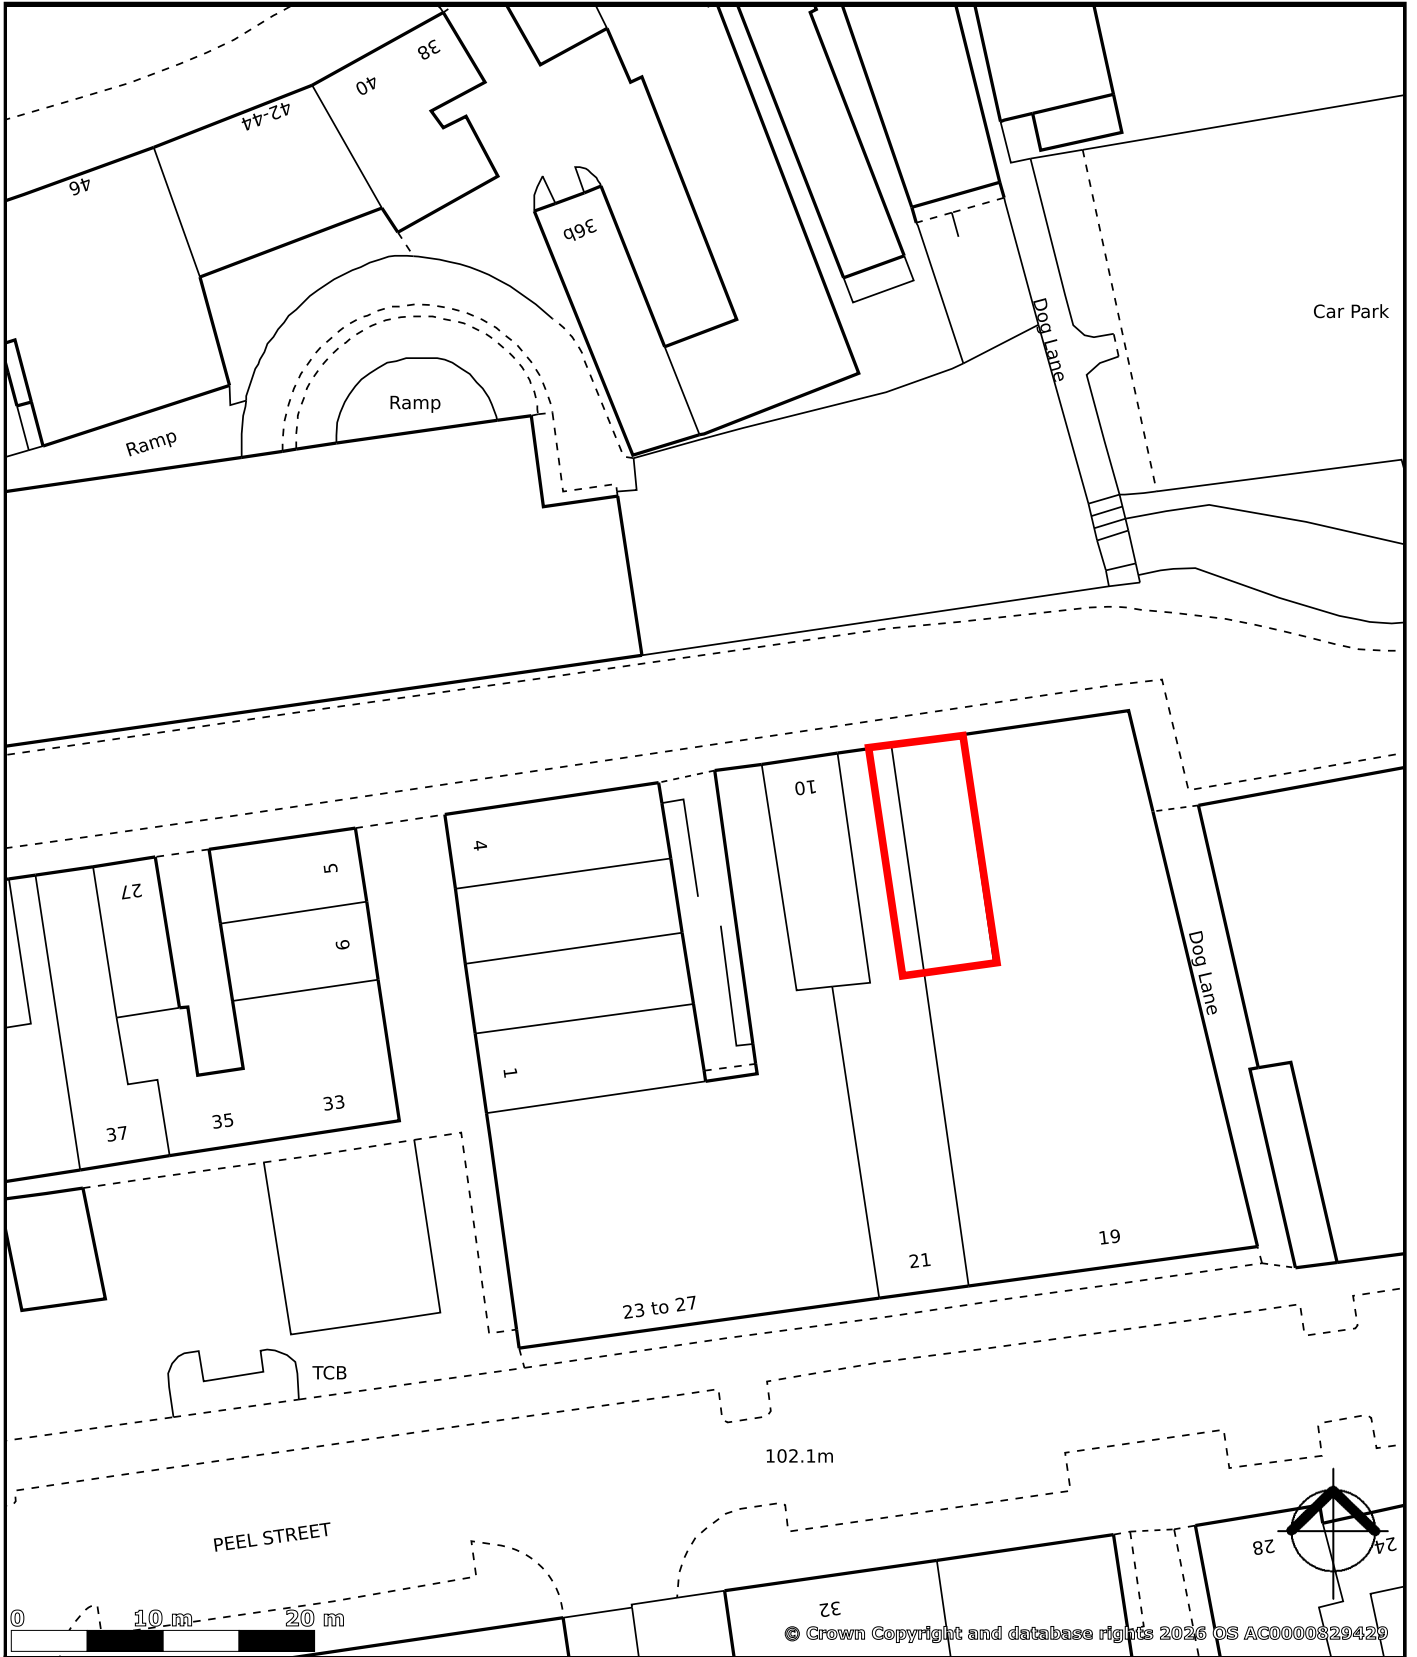 38
40
42-44
46
36b
Dog Lane
Car Park
Ramp
Ramp
10
4
5
27
6
Dog Lane
1
33
35
37
19
21
23 to 27
TCB
102.1m
PEEL STREET
28
24
32
0 10 m 20 m
© Crown Copyright and database rights 2026 OS AC0000829429